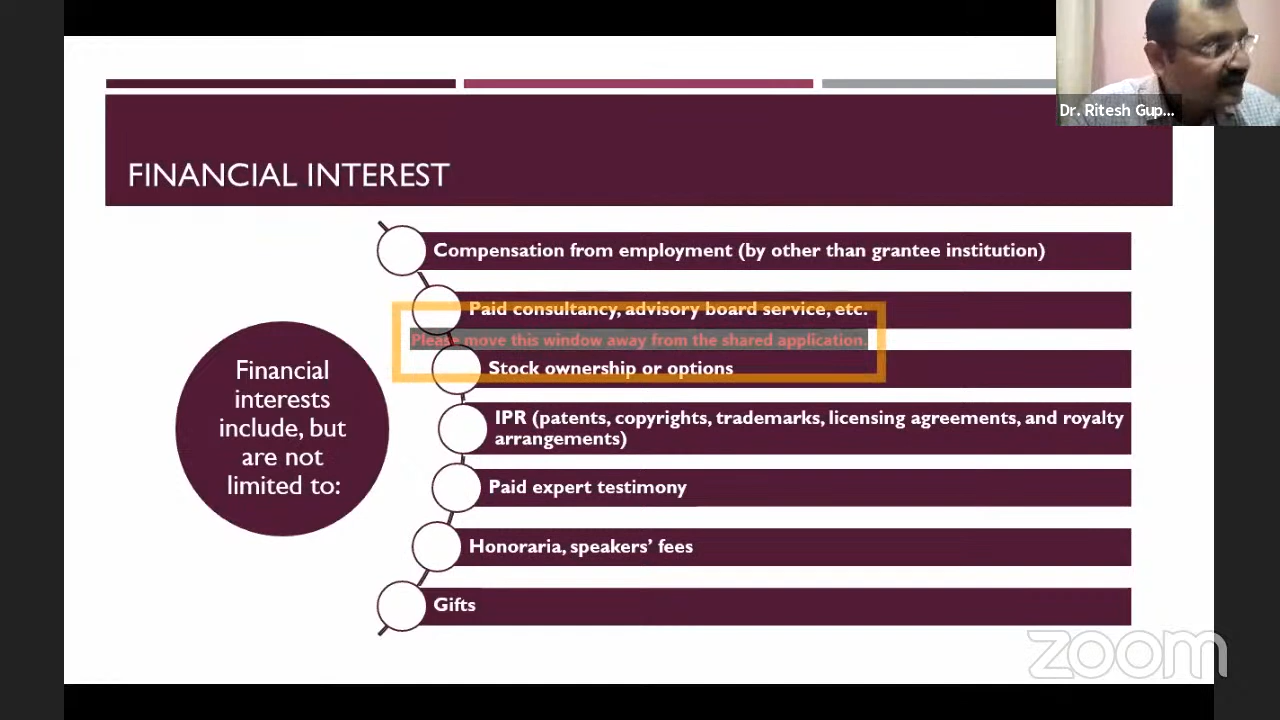 Dr. Ritesh Gup...
FINANCIAL INTEREST
Financial
interests
include, but
are not
limited to:
Compensation from employment (by other than grantee institution)
Paid consultancy, advisory board service, etc.
Please move this window away from the shared application.
Stock ownership or options
IPR (patents, copyrights, trademarks, licensing agreements, and royalty
arrangements)
Paid expert testimony
Honoraria, speakers’ fees
Gifts
zoom